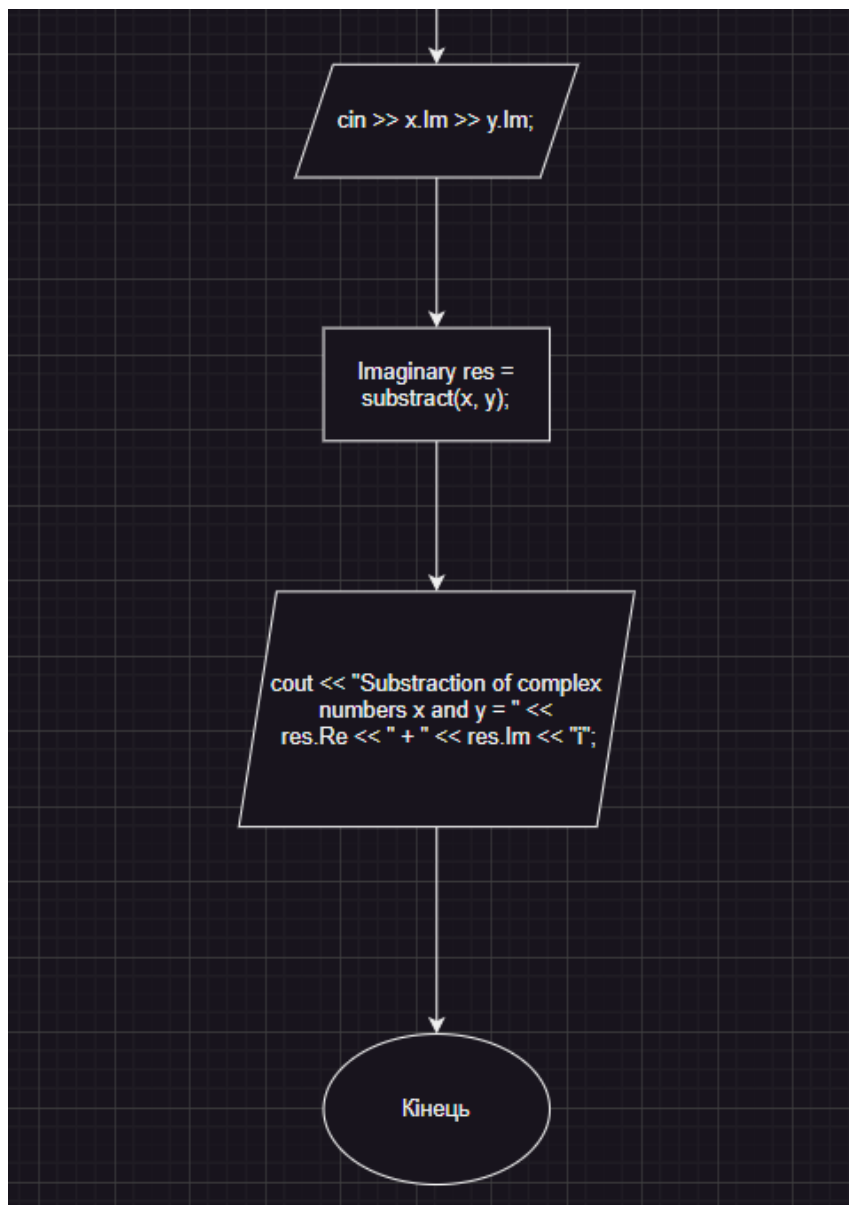 cin >> x.Im >> y.Im;
Imaginary res =
substract(x, y);
cout << "Substraction of complex
numbers x and y = " <<
res.Re << " + " << res.Im << "i";
Кінець